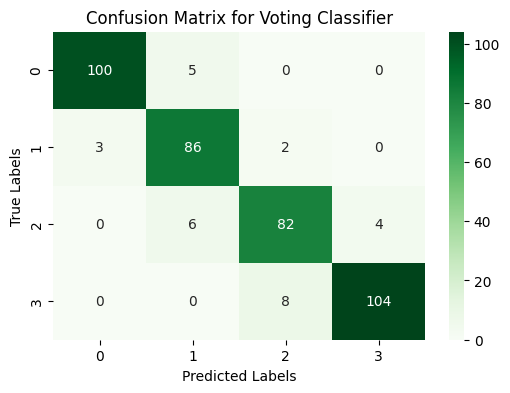 Confusion Matrix for Voting Classifier
0 100 5 0 0
1 3 86 2 0
2 0 6 82 4
3 0 0 8 104
0 1 2 3
Predicted Labels
True Labels
100
80
60
40
20
0